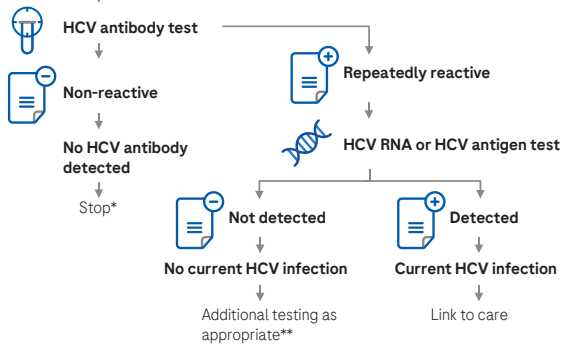 HCV antibody test
Non-reactive
No HCV antibody
detected
Stop*
Repeatedly reactive
HCV RNA or HCV antigen test
Not detected
No current HCV infection
Additional testing as
appropriate**
Detected
Current HCV infection
Link to care